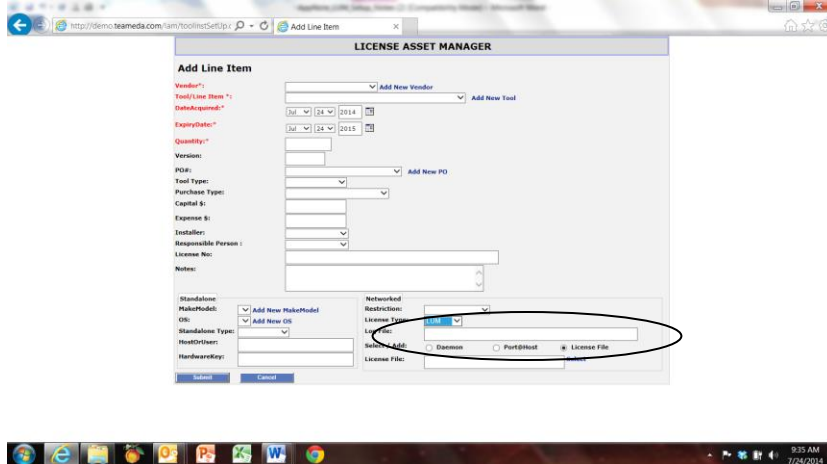 http://demo.teameda.com/lam/toolInstSetUp.c
Add Line Item
LICENSE ASSET MANAGER
Add Line Item
Vendor*: Add New Vendor
Tool/Line Item *: Add New Tool
DateAcquired:* Jul 24 2014
ExpiryDate:* Jul 24 2015
Quantity:*
Version:
PO#: Add New PO
Tool Type:
Purchase Type:
Capital $:
Expense $:
Installer:
Responsible Person :
License No:
Notes:
Standalone
MakeModel: Add New MakeModel
OS: Add New OS
Standalone Type:
HostOrUser:
HardwareKey:
Networked
Restriction:
License Type: LUM
Log File:
Select / Add: Daemon Port@Host License File
License File: Select
Submit Cancel
9:35 AM
7/24/2014